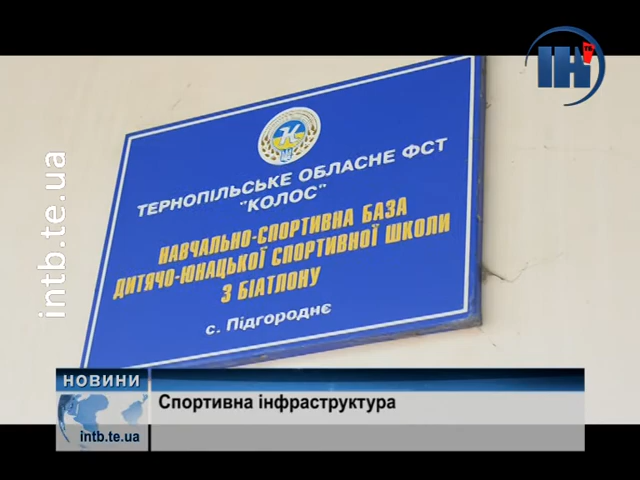 ІНТБ
intb.te.ua
К
ТЕРНОПІЛЬСЬКЕ ОБЛАСНЕ ФСТ
"КОЛОС"
НАВЧАЛЬНО-СПОРТИВНА БАЗА
ДИТЯЧО-ЮНАЦЬКОЇ СПОРТИВНОЇ ШКОЛИ
З БІАТЛОНУ
с. Підгороднє
НОВИНИ
Спортивна інфраструктура
intb.te.ua